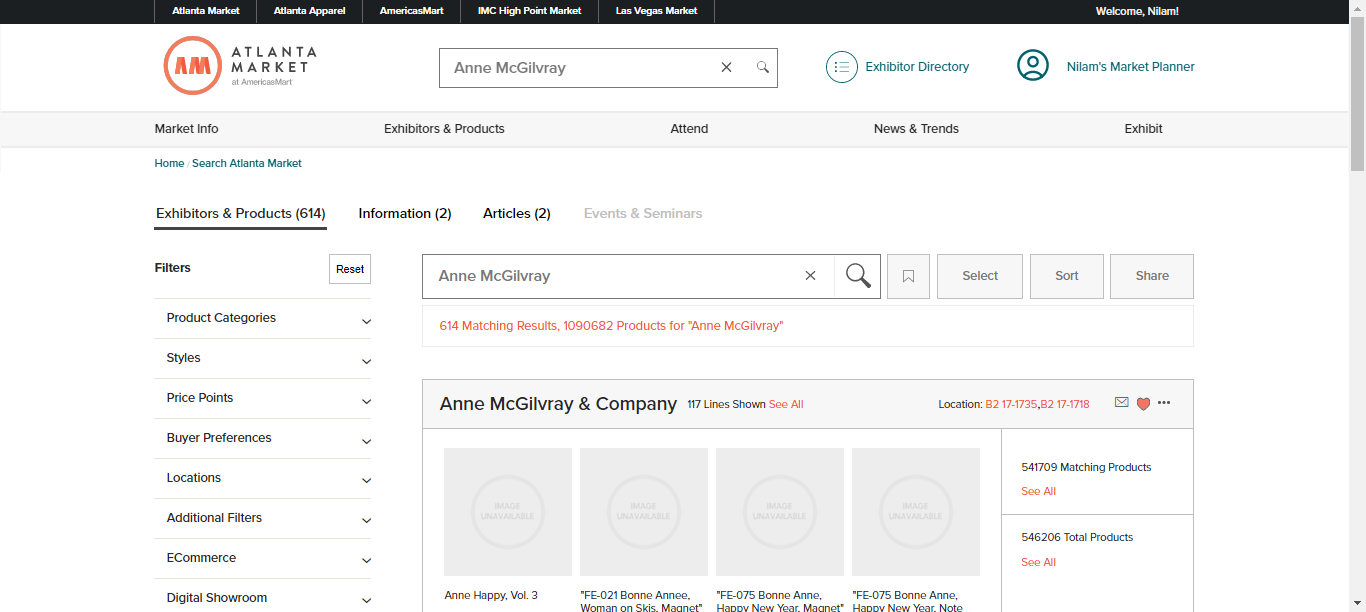 Atlanta Market
Atlanta Apparel
AmericasMart
IMC High Point Market
Las Vegas Market
Welcome, Nilam!
AM
ATLANTA
MARKET
at AmericasMart
Anne McGilvray
Exhibitor Directory
Nilam's Market Planner
Market Info
Exhibitors & Products
Attend
News & Trends
Exhibit
Home / Search Atlanta Market
Exhibitors & Products (614)
Information (2)
Articles (2)
Events & Seminars
Filters
Reset
Product Categories
Styles
Price Points
Buyer Preferences
Locations
Additional Filters
ECommerce
Digital Showroom
Anne McGilvray
Select
Sort
Share
614 Matching Results, 1090682 Products for "Anne McGilvray"
Anne McGilvray & Company
117 Lines Shown See All
Location: B2 17-1735,B2 17-1718
IMAGE
UNAVAILABLE
IMAGE
UNAVAILABLE
IMAGE
UNAVAILABLE
IMAGE
UNAVAILABLE
Anne Happy, Vol. 3
"FE-021 Bonne Annee,
Woman on Skis, Magnet"
"FE-075 Bonne Anne,
Happy New Year, Magnet"
"FE-075 Bonne Anne,
Happy New Year, Note
541709 Matching Products
See All
546206 Total Products
See All